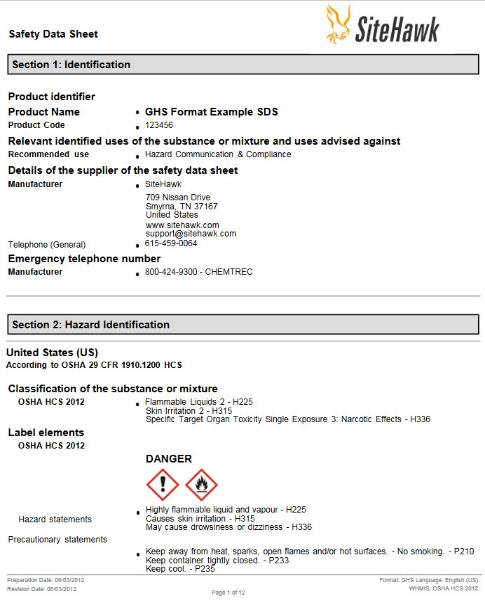 SiteHawk
Safety Data Sheet
Section 1: Identification
Product identifier
Product Name • GHS Format Example SDS
Product Code • 123456
Relevant identified uses of the substance or mixture and uses advised against
Recommended use • Hazard Communication & Compliance
Details of the supplier of the safety data sheet
Manufacturer • SiteHawk
709 Nissan Drive
Smyrna, TN 37167
United States
www.sitehawk.com
support@sitehawk.com
Telephone (General) • 615-459-0064
Emergency telephone number
Manufacturer • 800-424-9300 - CHEMTREC
Section 2: Hazard Identification
United States (US)
According to OSHA 29 CFR 1910.1200 HCS
Classification of the substance or mixture
OSHA HCS 2012 • Flammable Liquids 2 - H225
Skin Irritation 2 - H315
Specific Target Organ Toxicity Single Exposure 3: Narcotic Effects - H336
Label elements
OSHA HCS 2012
DANGER
Hazard statements • Highly flammable liquid and vapour - H225
Causes skin irritation - H315
May cause drowsiness or dizziness - H336
Precautionary statements
• Keep away from heat, sparks, open flames and/or hot surfaces. - No smoking. - P210
Keep container tightly closed. - P233
Keep cool. - P235
Preparation Date: 06/03/2012
Revision Date: 06/03/2012
Page 1 of 12
Format: GHS Language: English (US)
WHMIS, OSHA HCS 2012